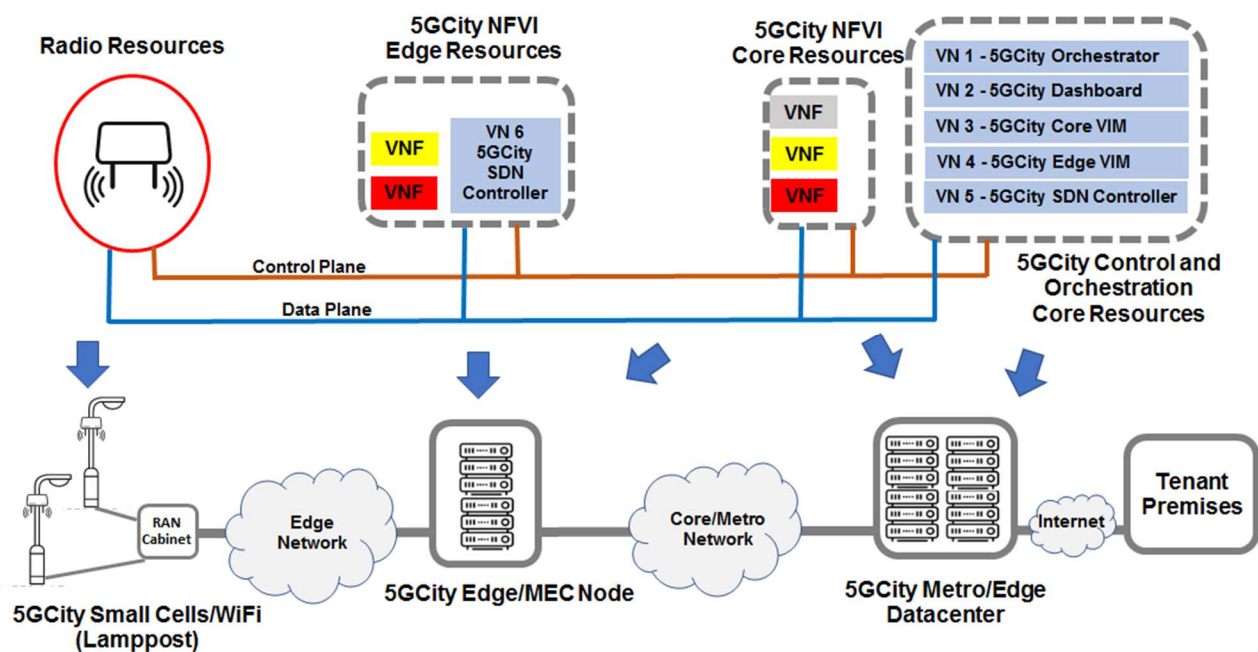 Radio Resources
5GCity NFVI
Edge Resources
VNF
VNF
VN 6
5GCity
SDN
Controller
5GCity NFVI
Core Resources
VNF
VNF
VNF
VN 1 - 5GCity Orchestrator
VN 2 - 5GCity Dashboard
VN 3 - 5GCity Core VIM
VN 4 - 5GCity Edge VIM
VN 5 - 5GCity SDN Controller
5GCity Control and
Orchestration
Core Resources
Control Plane
Data Plane
RAN
Cabinet
Edge
Network
Core/Metro
Network
Internet
Tenant
Premises
5GCity Small Cells/WiFi
(Lamppost)
5GCity Edge/MEC Node
5GCity Metro/Edge
Datacenter